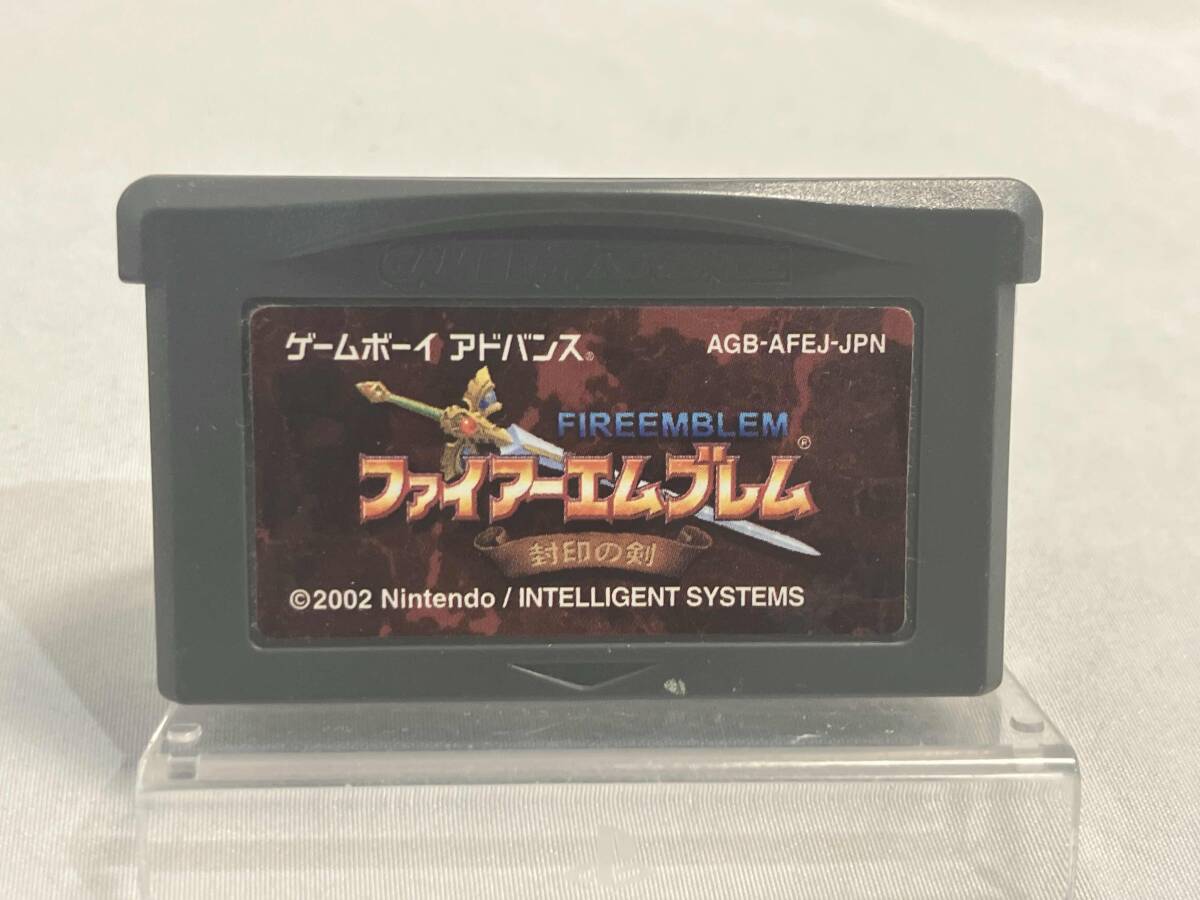 ゲームボーイ アドバンス®
AGB-AFEJ-JPN
FIREEMBLEM
ファイアーエムブレム®
封印の剣
©2002 Nintendo / INTELLIGENT SYSTEMS